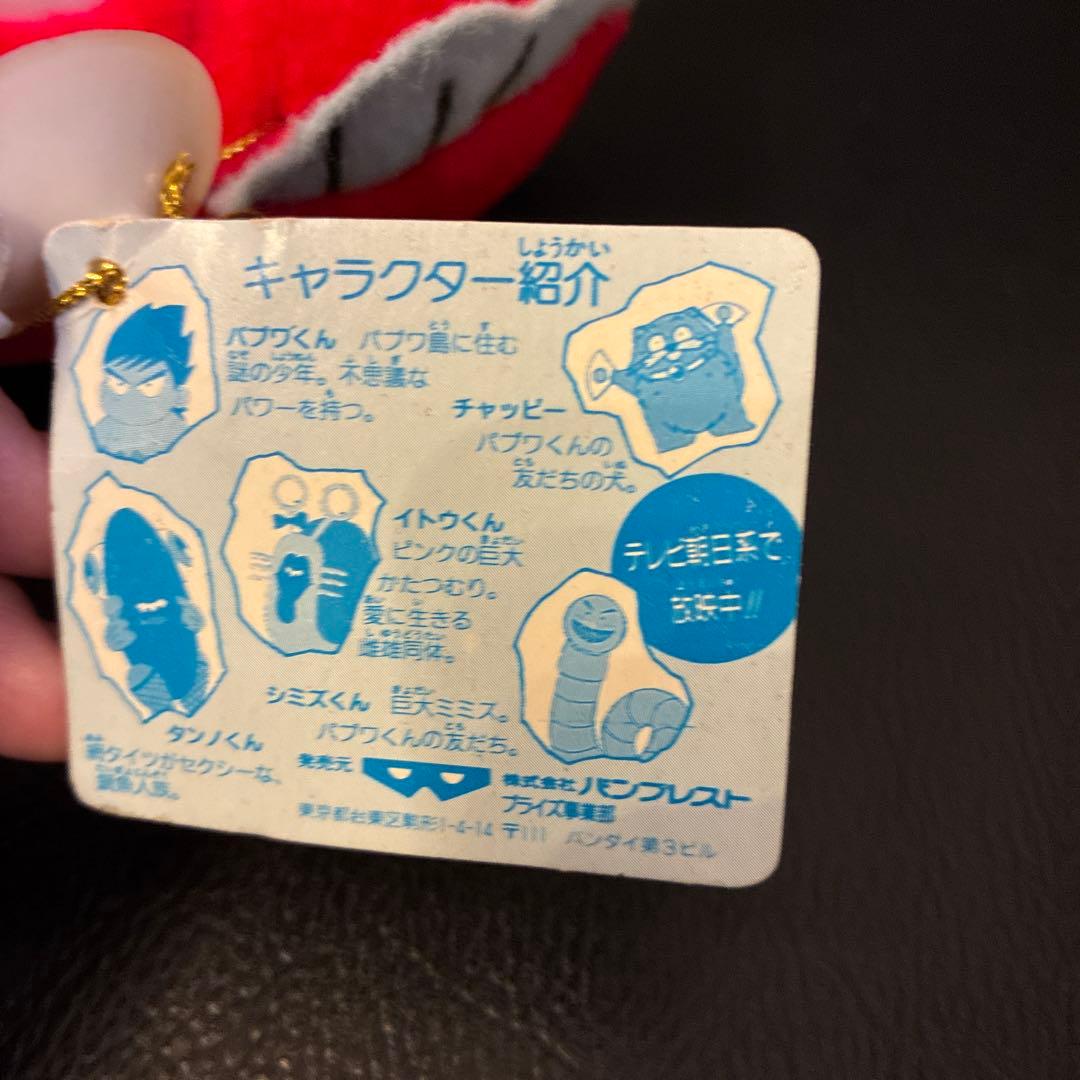 しょうかい
キャラクター紹介
パプワくん パプワ島に住む
謎の少年。不思議な
パワーを持つ。
チャッピー
パプワくんの
友だちの犬。
イトウくん
ピンクの巨大
かたつむり。
愛に生きる
雌雄同体。
テレビ朝日系で
放映中!!
シミズくん 巨大ミミズ。
パプワくんの友だち。
タンノくん
網タイツがセクシーな、
鯛魚人族。
発売元 株式会社バンプレスト
プライズ事業部
東京都台東区駒形1-4-14 〒111 バンダイ第3ビル